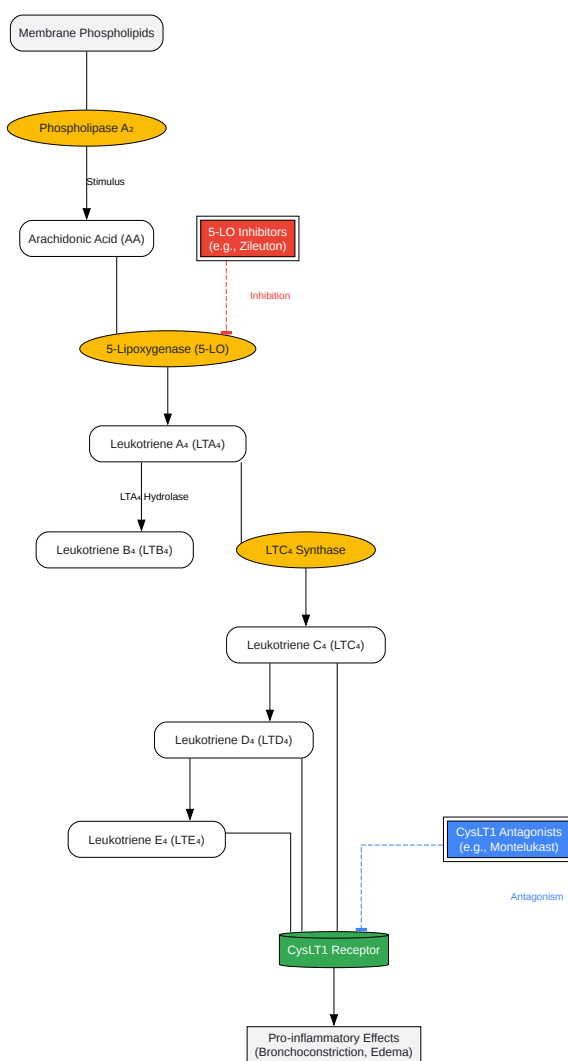 Membrane Phospholipids
Phospholipase A₂
Stimulus
Arachidonic Acid (AA)
5-LO Inhibitors
(e.g., Zileuton)
Inhibition
5-Lipoxygenase (5-LO)
Leukotriene A₄ (LTA₄)
LTA₄ Hydrolase
Leukotriene B₄ (LTB₄)
LTC₄ Synthase
Leukotriene C₄ (LTC₄)
Leukotriene D₄ (LTD₄)
Leukotriene E₄ (LTE₄)
CysLT1 Antagonists
(e.g., Montelukast)
Antagonism
CysLT1 Receptor
Pro-inflammatory Effects
(Bronchoconstriction, Edema)